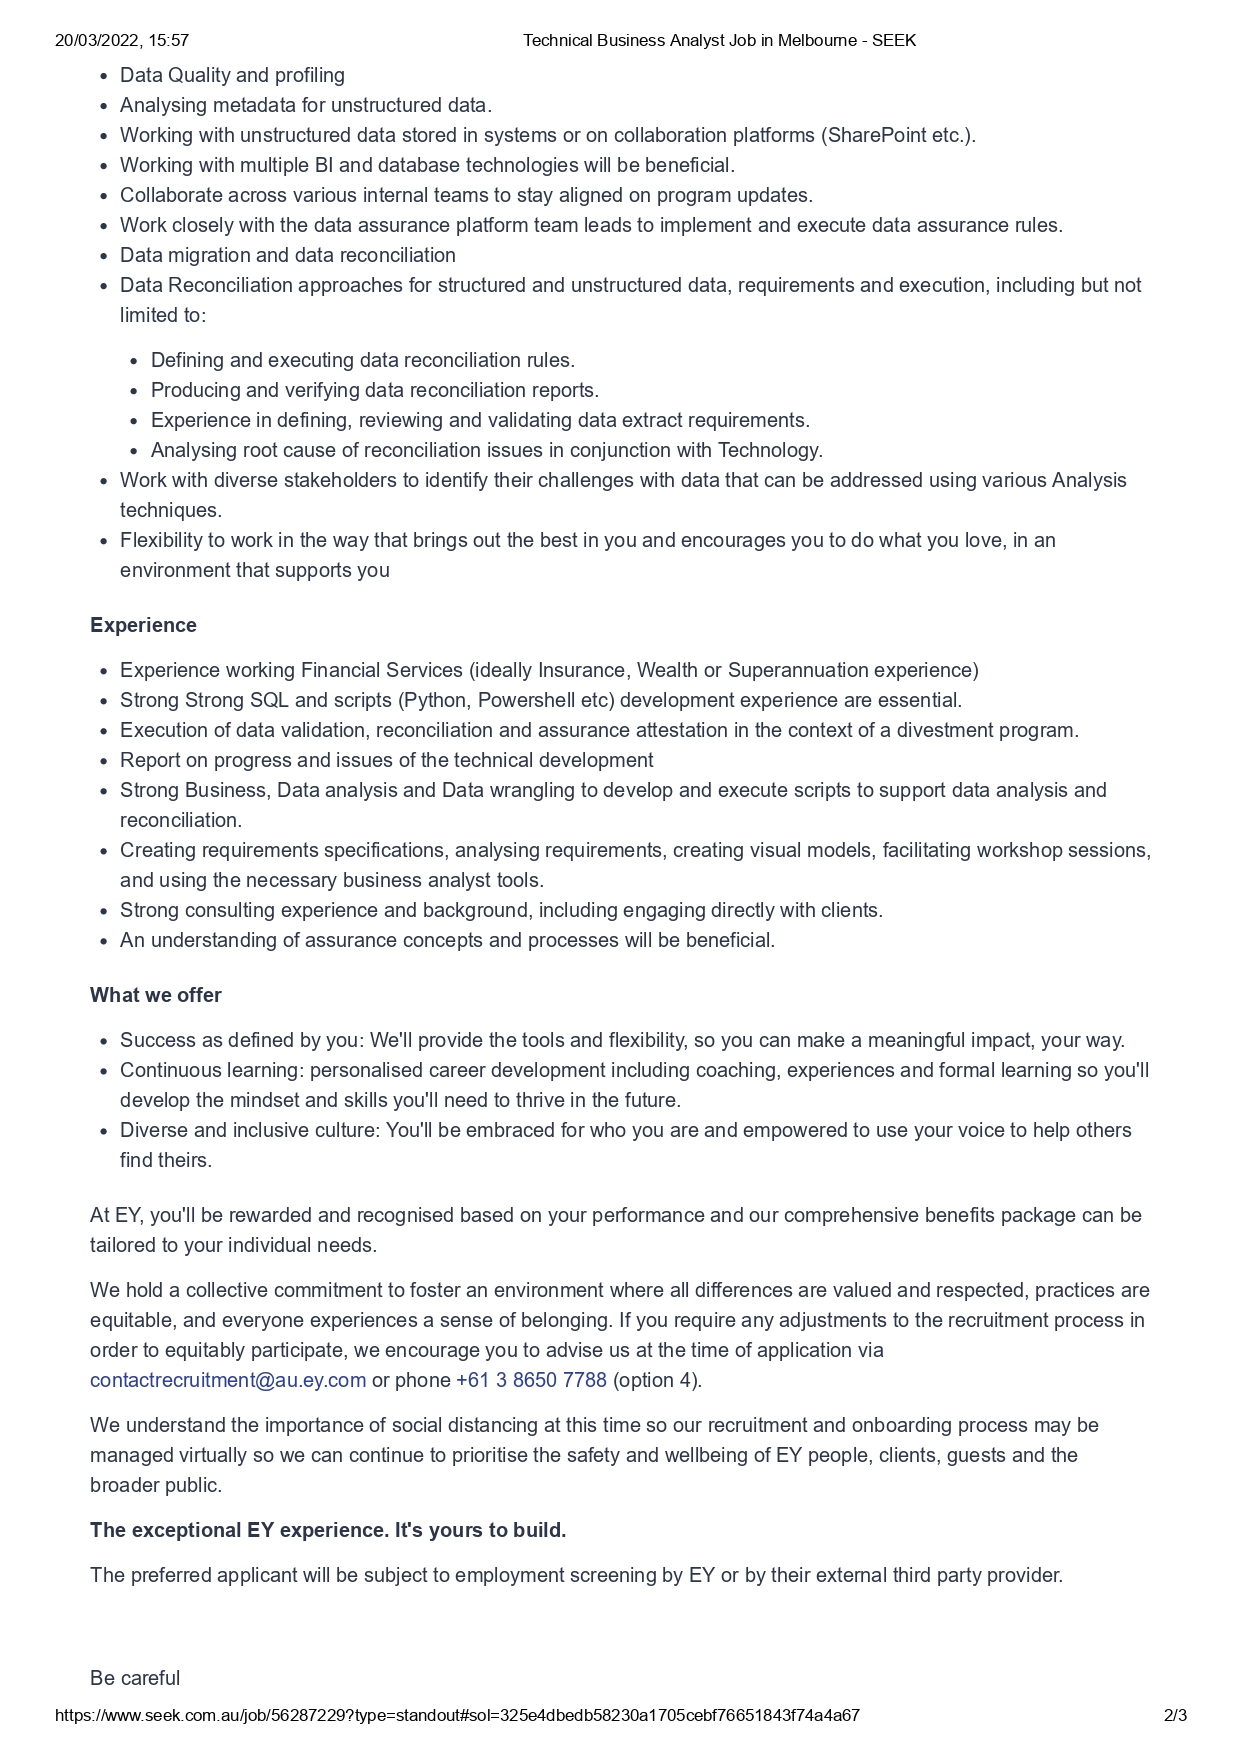 20/03/2022, 15:57 Technical Business Analyst Job in Melbourne - SEEK
• Data Quality and profiling
• Analysing metadata for unstructured data.
• Working with unstructured data stored in systems or on collaboration platforms (SharePoint etc.).
• Working with multiple BI and database technologies will be beneficial.
• Collaborate across various internal teams to stay aligned on program updates.
• Work closely with the data assurance platform team leads to implement and execute data assurance rules.
• Data migration and data reconciliation
• Data Reconciliation approaches for structured and unstructured data, requirements and execution, including but not
limited to:
• Defining and executing data reconciliation rules.
• Producing and verifying data reconciliation reports.
• Experience in defining, reviewing and validating data extract requirements.
• Analysing root cause of reconciliation issues in conjunction with Technology.
• Work with diverse stakeholders to identify their challenges with data that can be addressed using various Analysis
techniques.
• Flexibility to work in the way that brings out the best in you and encourages you to do what you love, in an
environment that supports you
Experience
• Experience working Financial Services (ideally Insurance, Wealth or Superannuation experience)
• Strong Strong SQL and scripts (Python, Powershell etc) development experience are essential.
• Execution of data validation, reconciliation and assurance attestation in the context of a divestment program.
• Report on progress and issues of the technical development
• Strong Business, Data analysis and Data wrangling to develop and execute scripts to support data analysis and
reconciliation.
• Creating requirements specifications, analysing requirements, creating visual models, facilitating workshop sessions,
and using the necessary business analyst tools.
• Strong consulting experience and background, including engaging directly with clients.
• An understanding of assurance concepts and processes will be beneficial.
What we offer
• Success as defined by you: We'll provide the tools and flexibility, so you can make a meaningful impact, your way.
• Continuous learning: personalised career development including coaching, experiences and formal learning so you'll
develop the mindset and skills you'll need to thrive in the future.
• Diverse and inclusive culture: You'll be embraced for who you are and empowered to use your voice to help others
find theirs.
At EY, you'll be rewarded and recognised based on your performance and our comprehensive benefits package can be
tailored to your individual needs.
We hold a collective commitment to foster an environment where all differences are valued and respected, practices are
equitable, and everyone experiences a sense of belonging. If you require any adjustments to the recruitment process in
order to equitably participate, we encourage you to advise us at the time of application via
contactrecruitment@au.ey.com or phone +61 3 8650 7788 (option 4).
We understand the importance of social distancing at this time so our recruitment and onboarding process may be
managed virtually so we can continue to prioritise the safety and wellbeing of EY people, clients, guests and the
broader public.
The exceptional EY experience. It's yours to build.
The preferred applicant will be subject to employment screening by EY or by their external third party provider.
Be careful
https://www.seek.com.au/job/56287229?type=standout#sol=325e4dbedb58230a1705cebf76651843f74a4a67 2/3